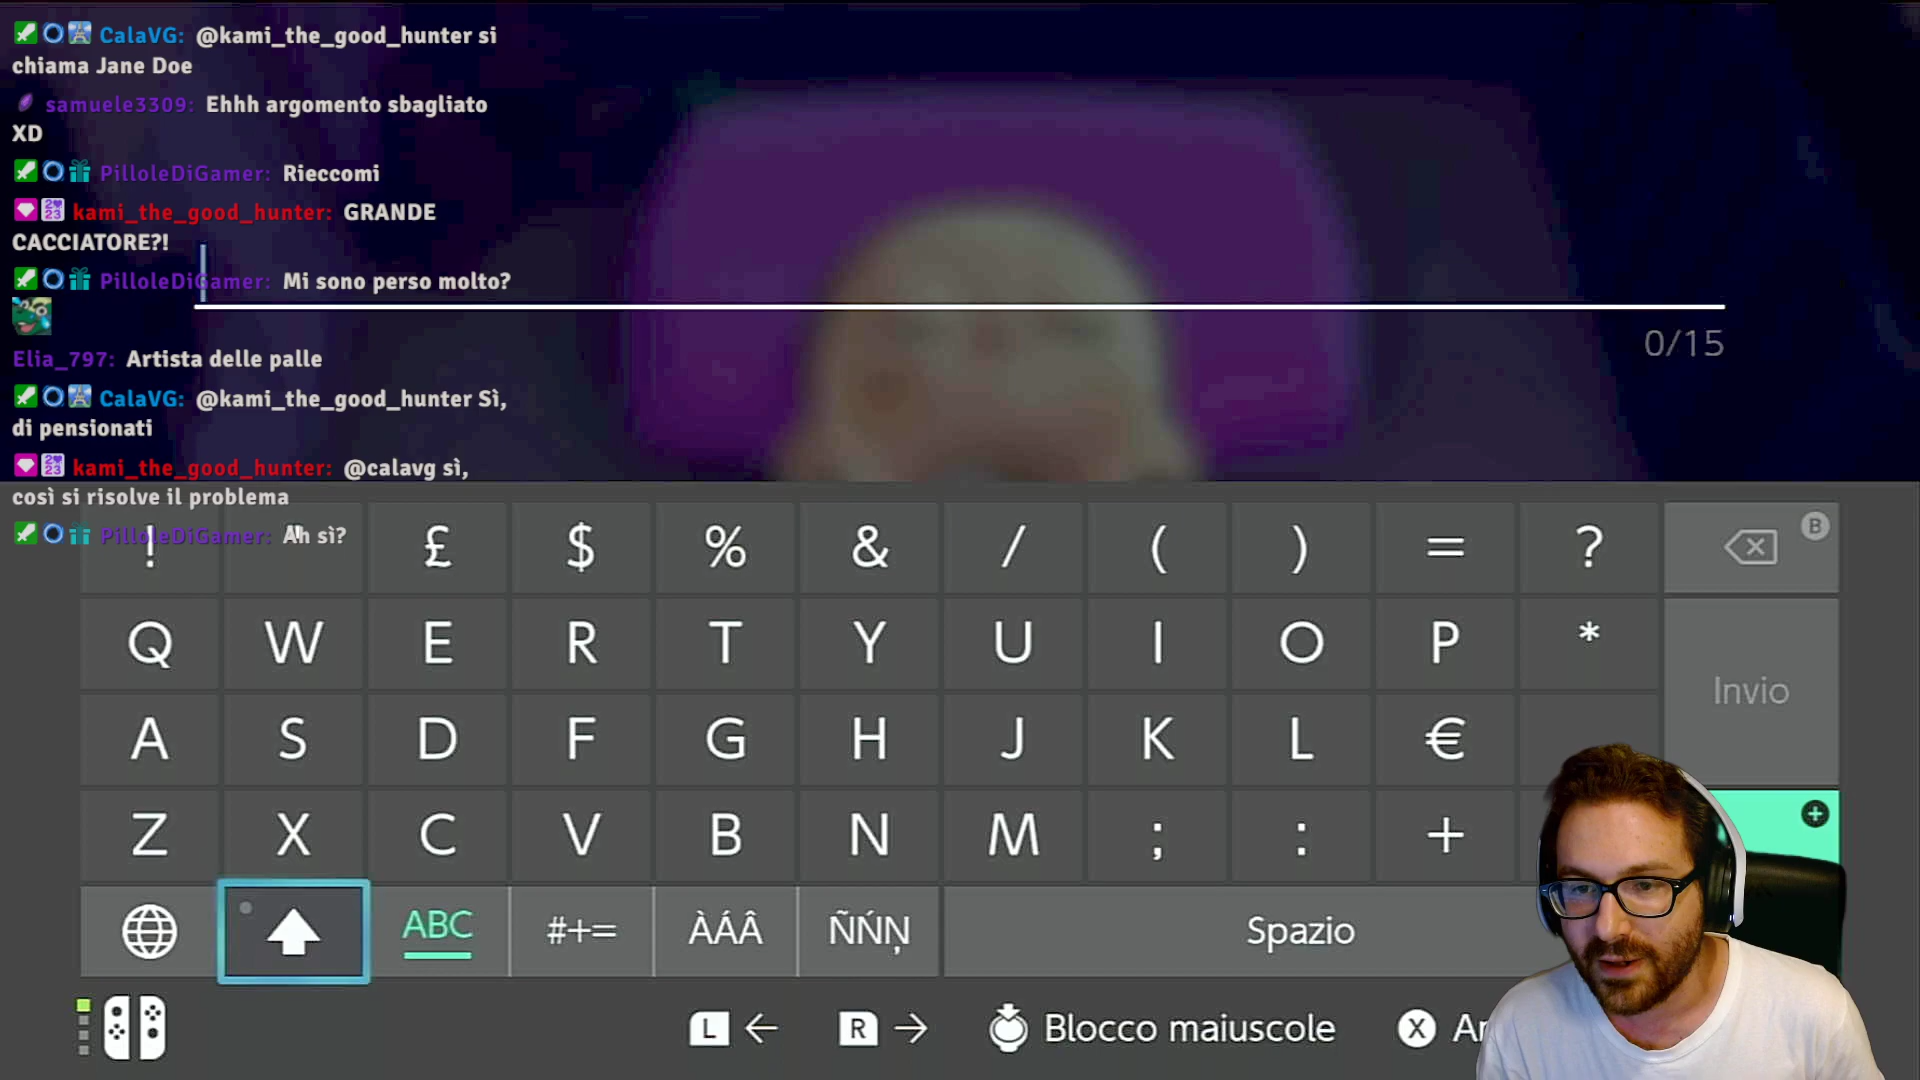 CalaVG: @kami_the_good_hunter si
chiama Jane Doe
samuele3309: Ehhh argomento sbagliato
XD
PilloleDiGamer: Rieccomi
kami_the_good_hunter: GRANDE
CACCIATORE?!
PilloleDiGamer: Mi sono perso molto?
0/15
Elia_797: Artista delle palle
CalaVG: @kami_the_good_hunter Sì,
di pensionati
kami_the_good_hunter: @calavg sì,
così si risolve il problema
PilloleDiGamer: Ah sì?
! " £ $ % & / ( ) = ? B
Q W E R T Y U I O P *
Invio
A S D F G H J K L €
Z X C V B N M ; : + +
ABC #+= ÀÁÂ ÑŃŅ Spazio
L ← R → Blocco maiuscole X